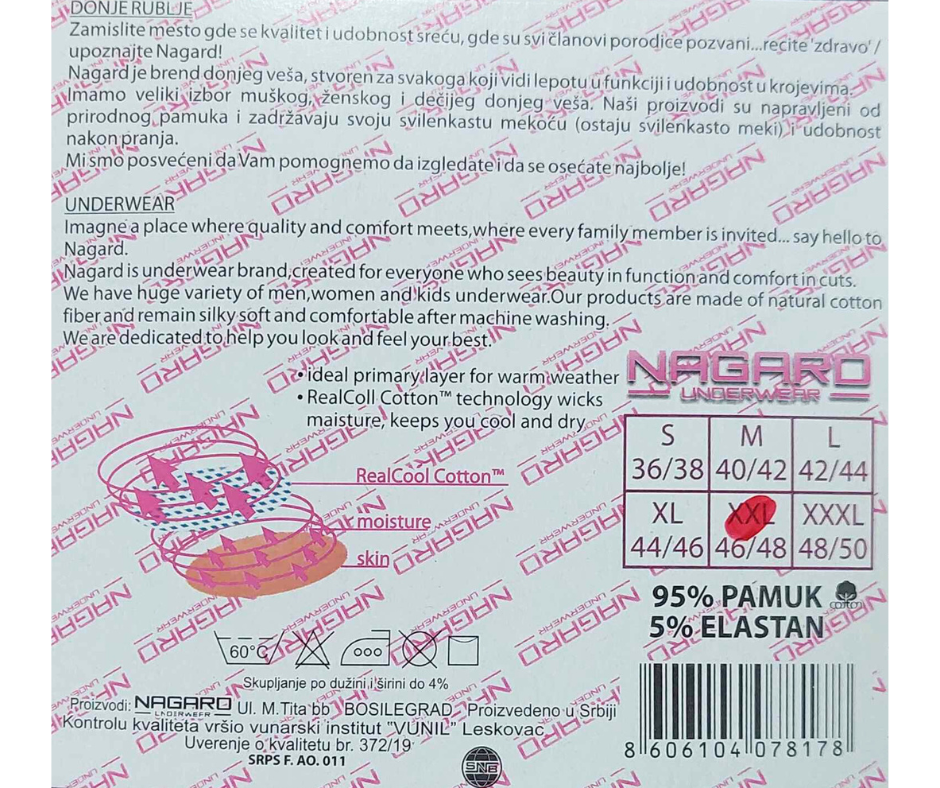 DONJE RUBLJE
Zamislite mesto gde se kvalitet i udobnost sreću, gde su svi članovi porodice pozvani...recite 'zdravo' /
upoznajte Nagard!
Nagard je brend donjeg veša, stvoren za svakoga koji vidi lepotu u funkciji i udobnost u krojevima.
Imamo veliki izbor muškog, ženskog i dečijeg donjeg veša. Naši proizvodi su napravljeni od
prirodnog pamuka i zadržavaju svoju svilenkastu mekoću (ostaju svilenkasto meki) i udobnost
nakon pranja.
Mi smo posvećeni da Vam pomognemo da izgledate i da se osećate najbolje!
UNDERWEAR
Imagne a place where quality and comfort meets,where every family member is invited... say hello to
Nagard.
Nagard is underwear brand,created for everyone who sees beauty in function and comfort in cuts.
We have huge variety of men,women and kids underwear.Our products are made of natural cotton
fiber and remain silky soft and comfortable after machine washing.
We are dedicated to help you look and feel your best.
• ideal primary layer for warm weather
• RealColl Cotton™ technology wicks
maisture, keeps you cool and dry
NAGARD
UNDERWEAR
RealCool Cotton™
moisture
skin
S M L
36/38 40/42 42/44
XL XXL XXXL
44/46 46/48 48/50
95% PAMUK cotton
5% ELASTAN
60°C ooo
Skupljanje po dužini i širini do 4%
Proizvodi: NAGARD UNDERWEAR Ul. M.Tita bb BOSILEGRAD Proizvedeno u Srbiji
Kontrolu kvaliteta vršio vunarski institut "VUNIL" Leskovac
Uverenje o kvalitetu br. 372/19
SRPS F. AO. 011
SNB
8 606104 078178